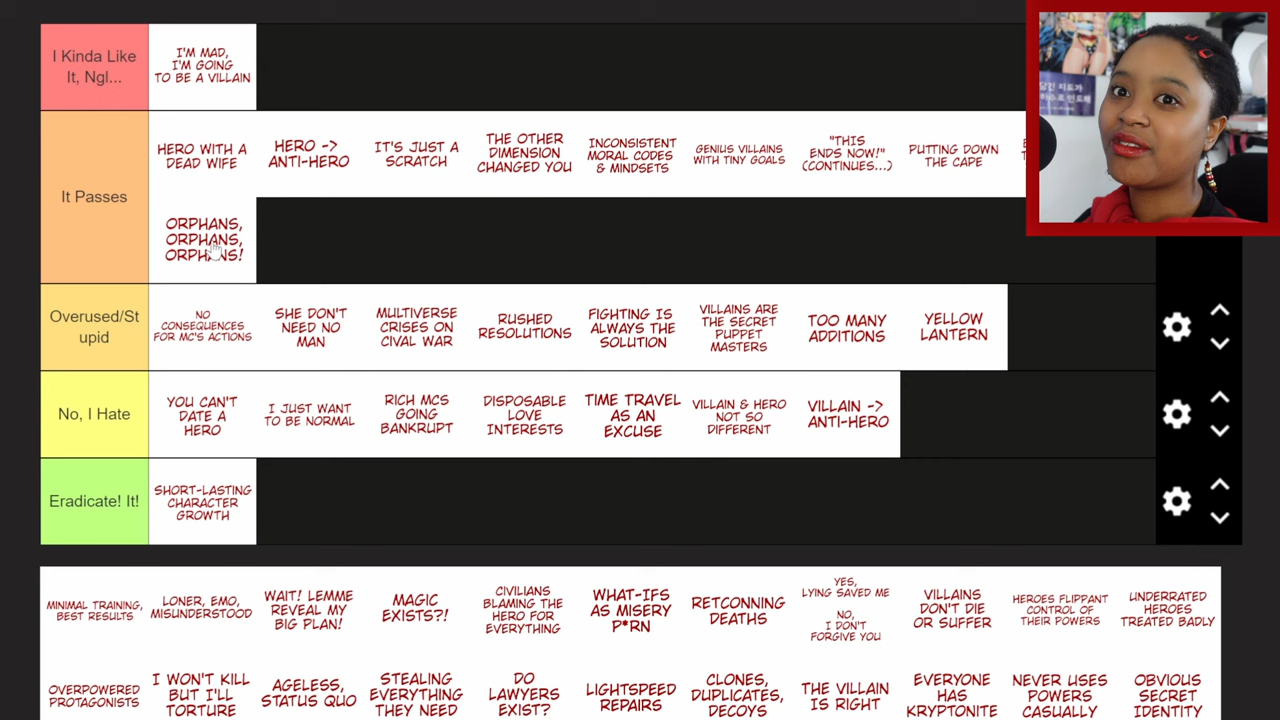 I Kinda Like
It, Ngl...
I'M MAD,
I'M GOING
TO BE A VILLAIN
It Passes
HERO WITH A
DEAD WIFE
HERO ->
ANTI-HERO
IT'S JUST A
SCRATCH
THE OTHER
DIMENSION
CHANGED YOU
INCONSISTENT
MORAL CODES
& MINDSETS
GENIUS VILLAINS
WITH TINY GOALS
"THIS
ENDS NOW!"
(CONTINUES...)
PUTTING DOWN
THE CAPE
ORPHANS,
ORPHANS,
ORPHANS!
Overused/St
upid
NO
CONSEQUENCES
FOR MC'S ACTIONS
SHE DON'T
NEED NO
MAN
MULTIVERSE
CRISES ON
CIVAL WAR
RUSHED
RESOLUTIONS
FIGHTING IS
ALWAYS THE
SOLUTION
VILLAINS ARE
THE SECRET
PUPPET
MASTERS
TOO MANY
ADDITIONS
YELLOW
LANTERN
No, I Hate
YOU CAN'T
DATE A
HERO
I JUST WANT
TO BE NORMAL
RICH MCS
GOING
BANKRUPT
DISPOSABLE
LOVE
INTERESTS
TIME TRAVEL
AS AN
EXCUSE
VILLAIN & HERO
NOT SO
DIFFERENT
VILLAIN ->
ANTI-HERO
Eradicate! It!
SHORT-LASTING
CHARACTER
GROWTH
MINIMAL TRAINING,
BEST RESULTS
LONER, EMO,
MISUNDERSTOOD
WAIT! LEMME
REVEAL MY
BIG PLAN!
MAGIC
EXISTS?!
CIVILIANS
BLAMING THE
HERO FOR
EVERYTHING
WHAT-IFS
AS MISERY
P*RN
RETCONNING
DEATHS
YES,
LYING SAVED ME
NO,
I DON'T
FORGIVE YOU
VILLAINS
DON'T DIE
OR SUFFER
HEROES FLIPPANT
CONTROL OF
THEIR POWERS
UNDERRATED
HEROES
TREATED BADLY
OVERPOWERED
PROTAGONISTS
I WON'T KILL
BUT I'LL
TORTURE
AGELESS,
STATUS QUO
STEALING
EVERYTHING
THEY NEED
DO
LAWYERS
EXIST?
LIGHTSPEED
REPAIRS
CLONES,
DUPLICATES,
DECOYS
THE VILLAIN
IS RIGHT
EVERYONE
HAS
KRYPTONITE
NEVER USES
POWERS
CASUALLY
OBVIOUS
SECRET
IDENTITY